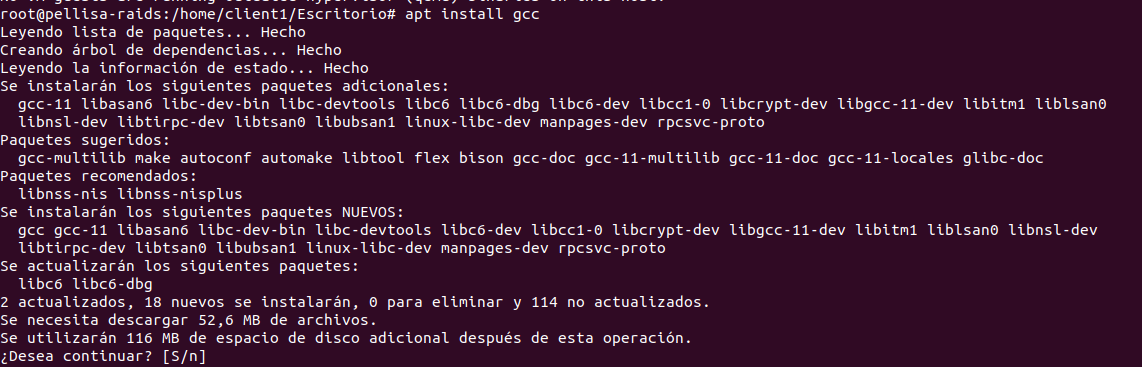 root@pellisa-raids:/home/client1/Escritorio# apt install gcc
Leyendo lista de paquetes... Hecho
Creando árbol de dependencias... Hecho
Leyendo la información de estado... Hecho
Se instalarán los siguientes paquetes adicionales:
  gcc-11 libasan6 libc-dev-bin libc-devtools libc6 libc6-dbg libc6-dev libcc1-0 libcrypt-dev libgcc-11-dev libitm1 liblsan0
  libnsl-dev libtirpc-dev libtsan0 libubsan1 linux-libc-dev manpages-dev rpcsvc-proto
Paquetes sugeridos:
  gcc-multilib make autoconf automake libtool flex bison gcc-doc gcc-11-multilib gcc-11-doc gcc-11-locales glibc-doc
Paquetes recomendados:
  libnss-nis libnss-nisplus
Se instalarán los siguientes paquetes NUEVOS:
  gcc gcc-11 libasan6 libc-dev-bin libc-devtools libc6-dev libcc1-0 libcrypt-dev libgcc-11-dev libitm1 liblsan0 libnsl-dev
  libtirpc-dev libtsan0 libubsan1 linux-libc-dev manpages-dev rpcsvc-proto
Se actualizarán los siguientes paquetes:
  libc6 libc6-dbg
2 actualizados, 18 nuevos se instalarán, 0 para eliminar y 114 no actualizados.
Se necesita descargar 52,6 MB de archivos.
Se utilizarán 116 MB de espacio de disco adicional después de esta operación.
¿Desea continuar? [S/n]